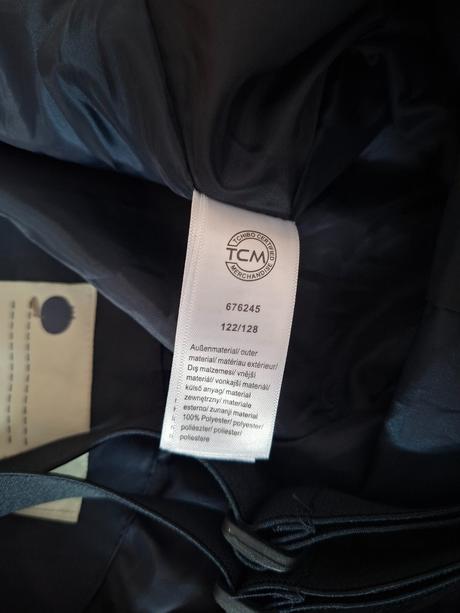 TCHIBO CERTIFIED
TCM
MERCHANDISE
676245
122/128
Außenmaterial/ outer
material/ matériau extérieur/
Dış malzemesi/ vnější
materiál/ vonkajší materiál/
külső anyag/ materiał
zewnętrzny/ materiale
esterno/ zunanji material
100% Polyester/ polyester/
poliészter/ poliester/
poliestere